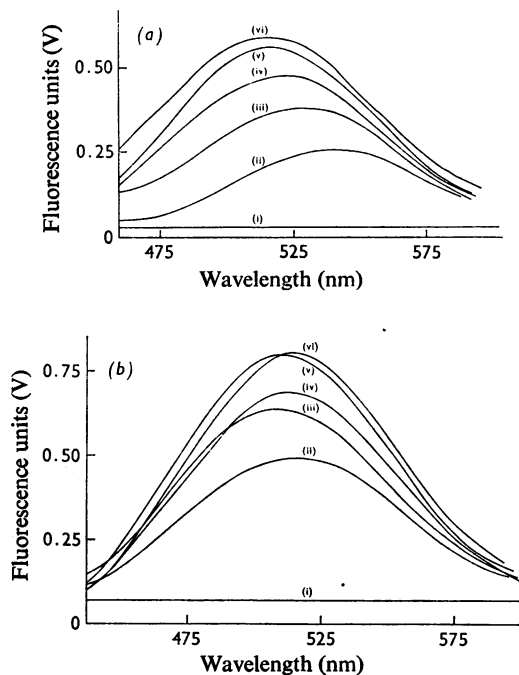 (a)
Fluorescence units (V)
0.50
0.25
0
(vi)
(v)
(iv)
(iii)
(ii)
(i)
475
525
575
Wavelength (nm)
(b)
Fluorescence units (V)
0.75
0.50
0.25
0
(vi)
(v)
(iv)
(iii)
(ii)
(i)
475
525
575
Wavelength (nm)